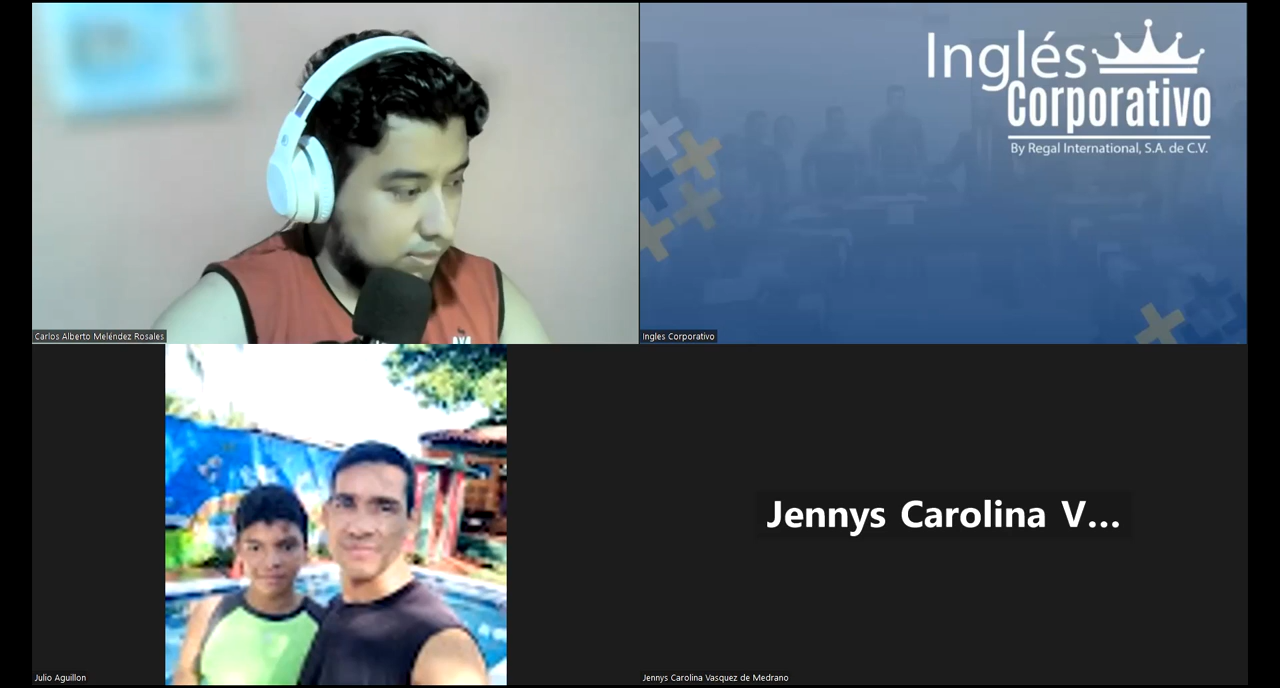 Inglés
Corporativo
By Regal International, S.A. de C.V.
Carlos Alberto Meléndez Rosales
Ingles Corporativo
Jennys Carolina V...
Julio Aguillon
Jennys Carolina Vasquez de Medrano